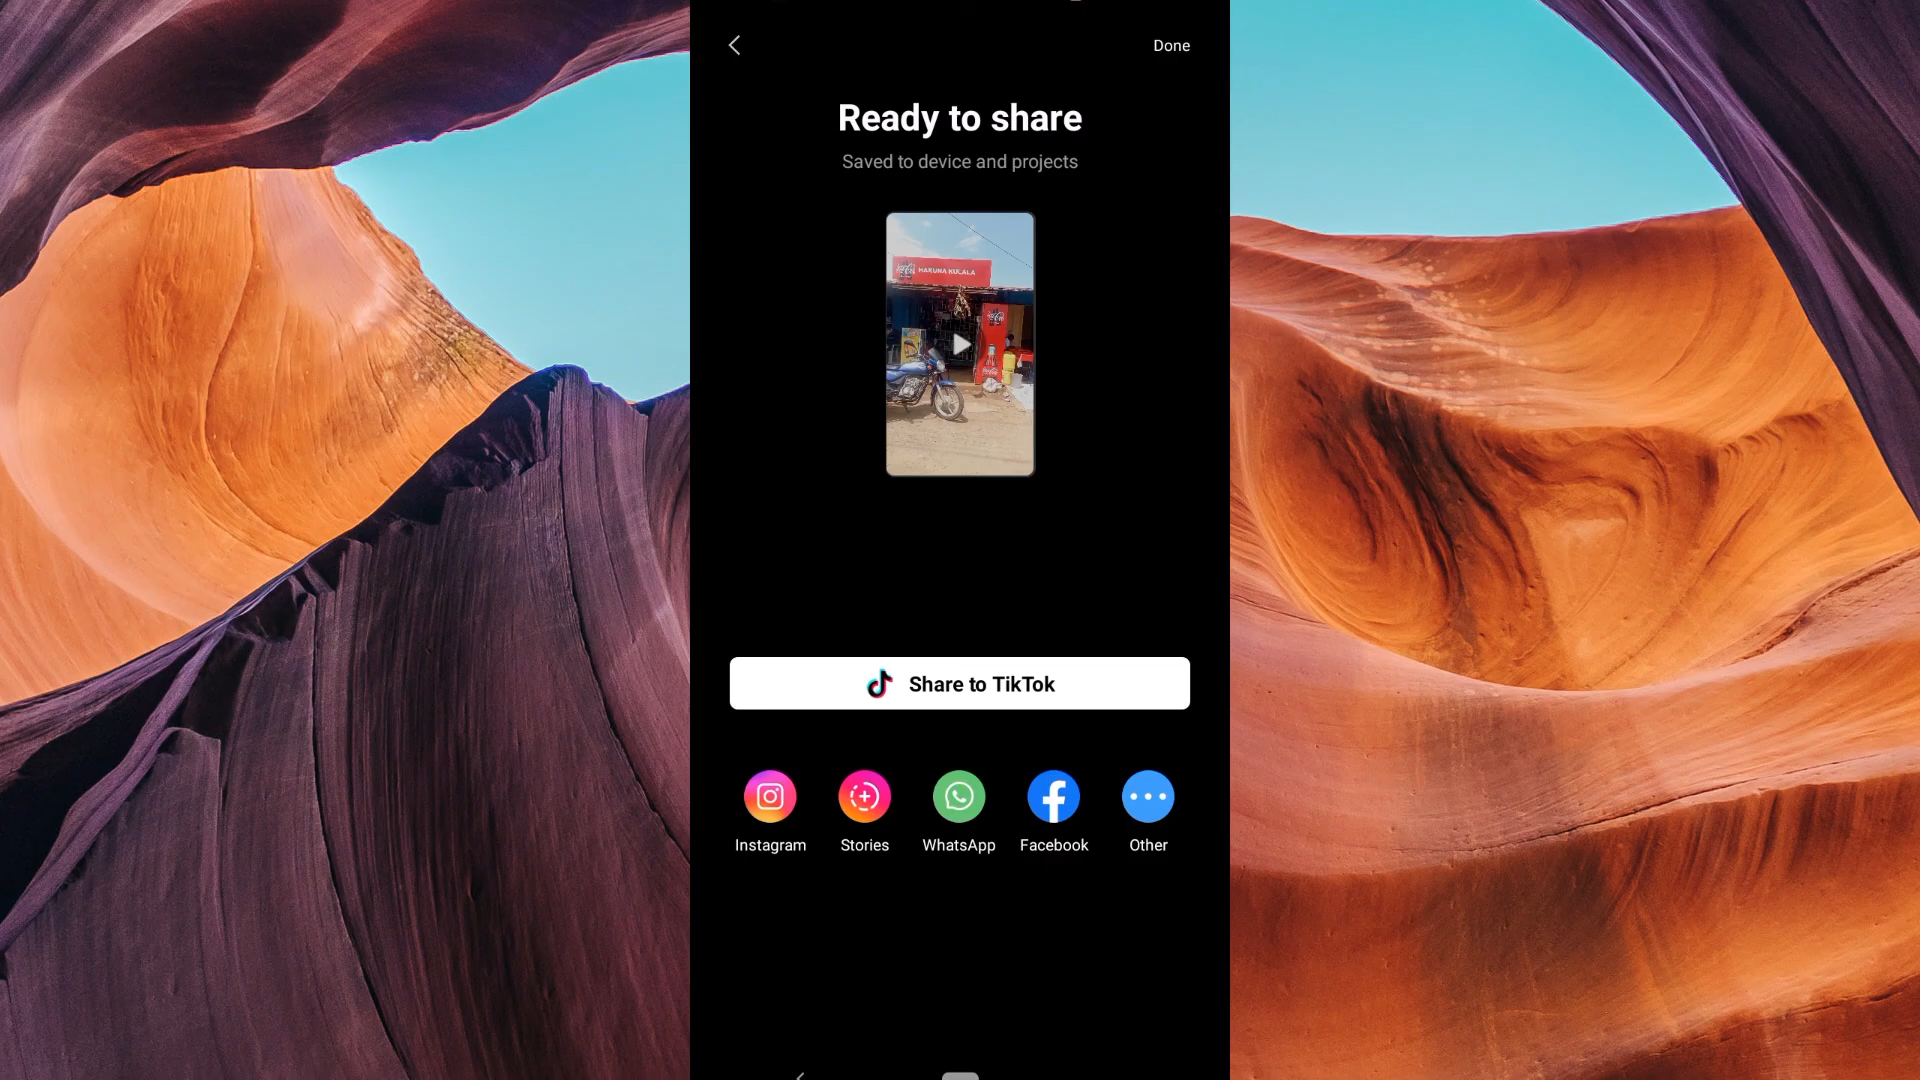 Done
Ready to share
Saved to device and projects
HAKUNA KULALA
Share to TikTok
Instagram
Stories
WhatsApp
Facebook
Other